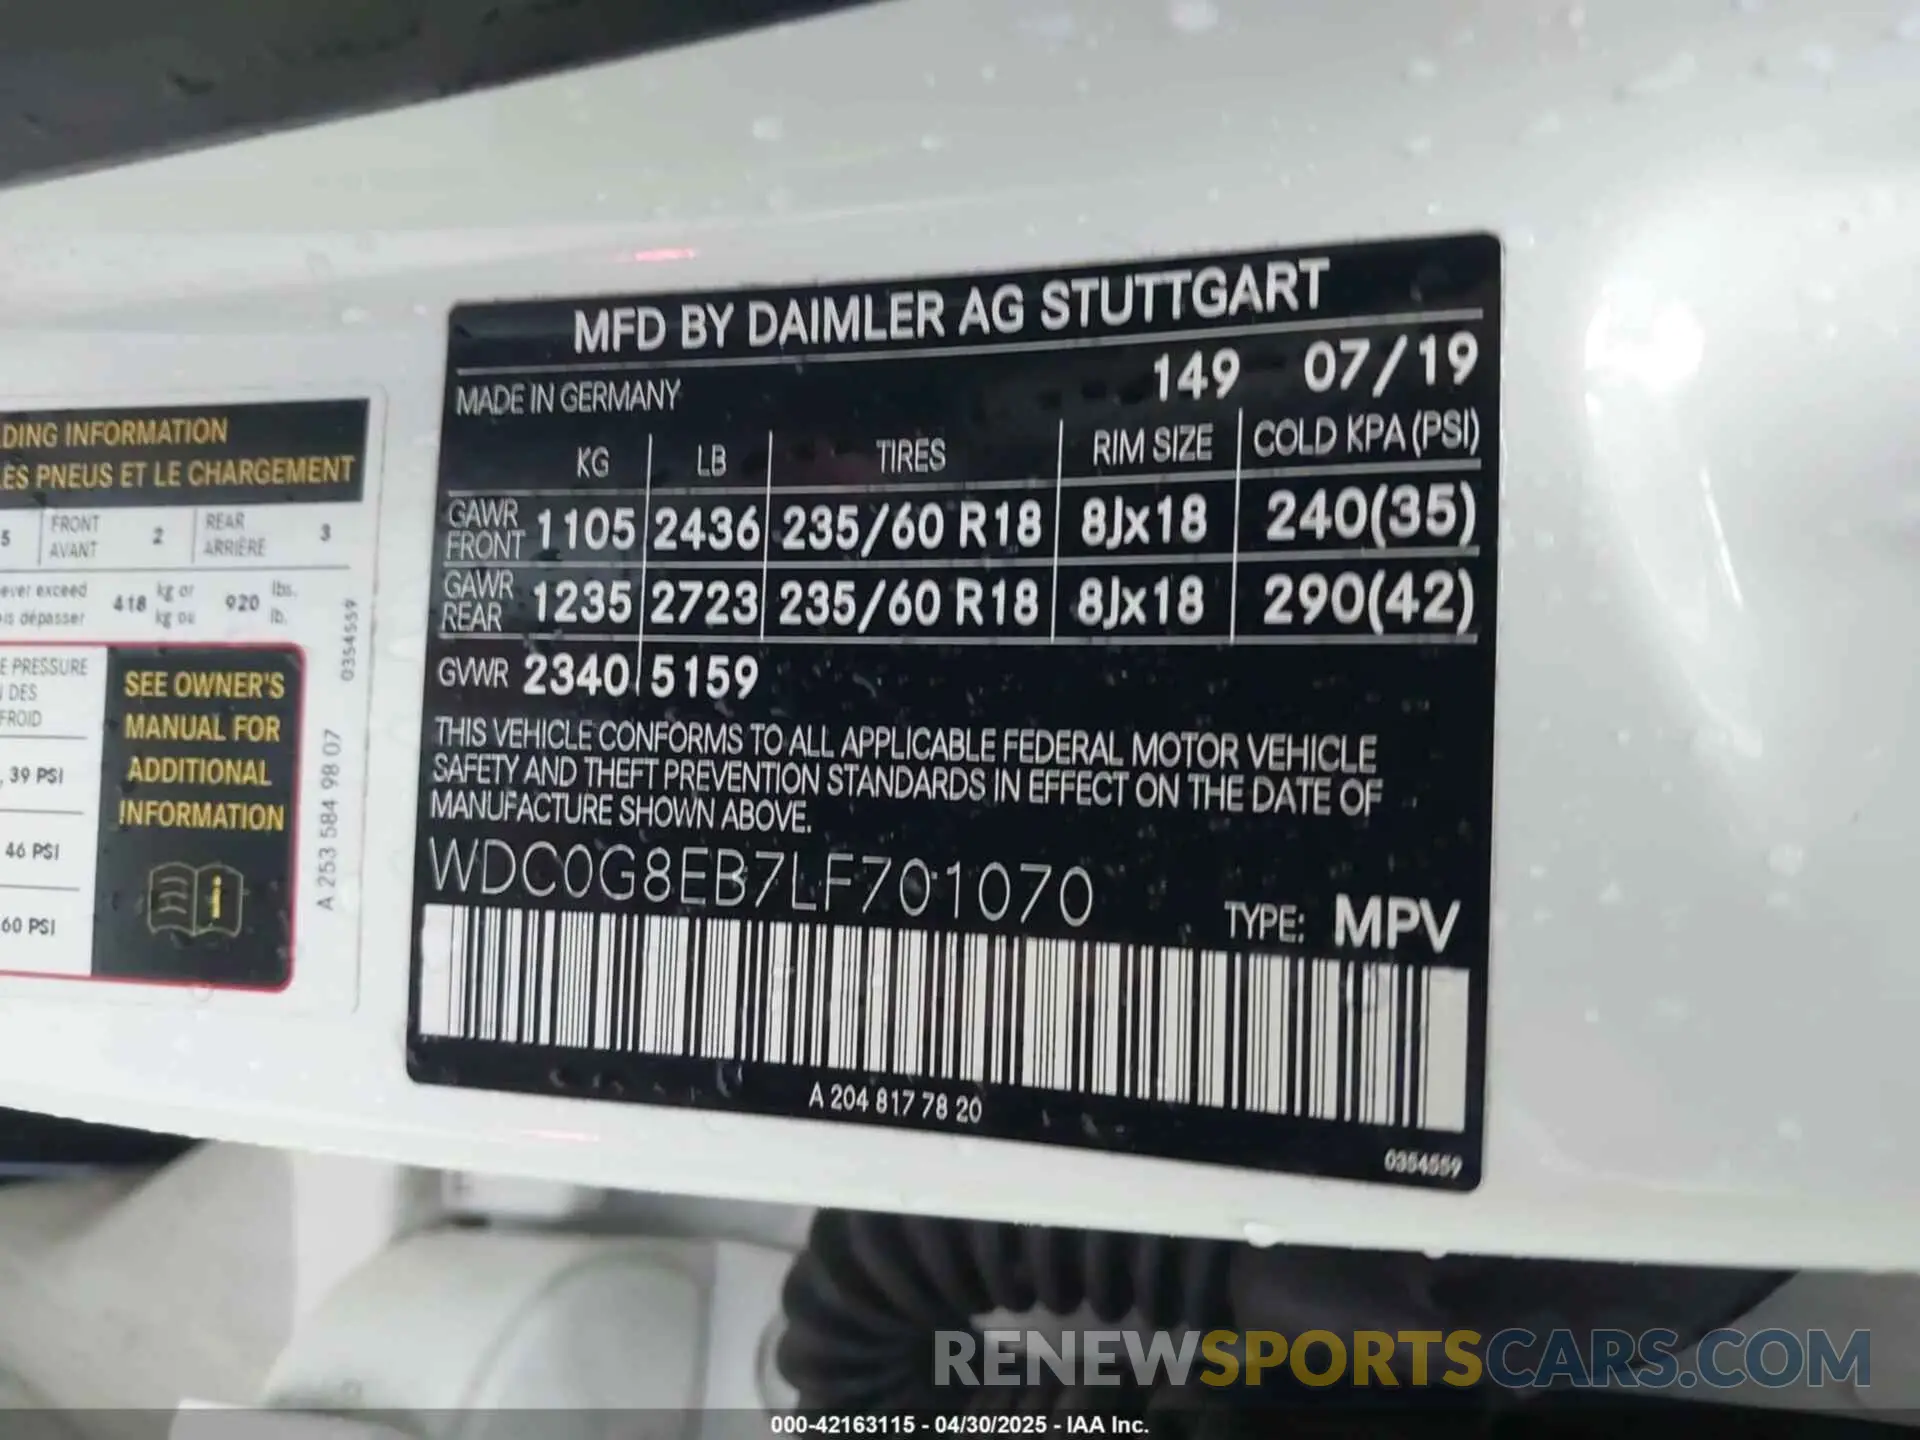 DING INFORMATION
LES PNEUS ET LE CHARGEMENT
5 FRONT AVANT 2 REAR ARRIÈRE 3
ever exceed 418 kg or 920 lbs.
is dépasser kg ou lb.
0354559
E PRESSURE
DES
FROID
, 39 PSI
46 PSI
60 PSI
SEE OWNER'S
MANUAL FOR
ADDITIONAL
INFORMATION
i
A 253 584 98 07
MFD BY DAIMLER AG STUTTGART
MADE IN GERMANY 149 07/19
KG LB TIRES RIM SIZE COLD KPA (PSI)
GAWR FRONT 1105 2436 235/60 R18 8Jx18 240(35)
GAWR REAR 1235 2723 235/60 R18 8Jx18 290(42)
GVWR 2340 5159
THIS VEHICLE CONFORMS TO ALL APPLICABLE FEDERAL MOTOR VEHICLE
SAFETY AND THEFT PREVENTION STANDARDS IN EFFECT ON THE DATE OF
MANUFACTURE SHOWN ABOVE.
WDC0G8EB7LF701070
TYPE: MPV
A 204 817 78 20
0354559
RENEWSPORTSCARS.COM
000-42163115 - 04/30/2025 - IAA Inc.